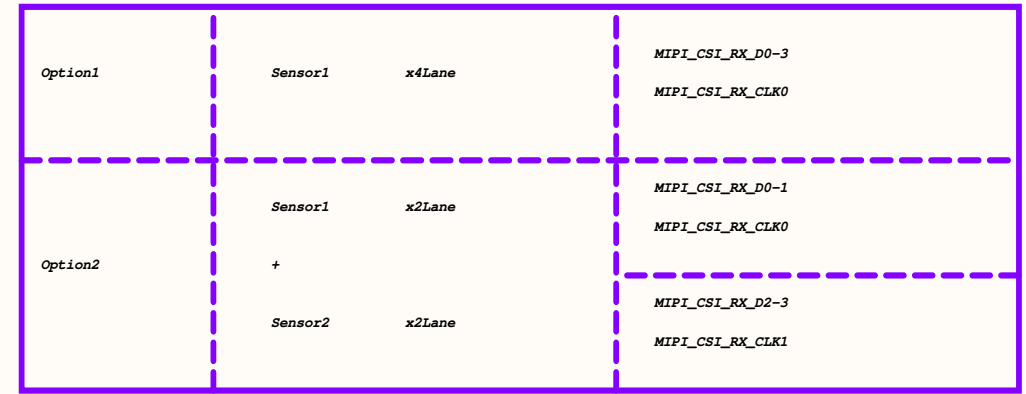 Option1 Sensor1 x4Lane MIPI_CSI_RX_D0-3
MIPI_CSI_RX_CLK0
Option2
Sensor1 x2Lane
+
Sensor2 x2Lane
MIPI_CSI_RX_D0-1
MIPI_CSI_RX_CLK0
MIPI_CSI_RX_D2-3
MIPI_CSI_RX_CLK1